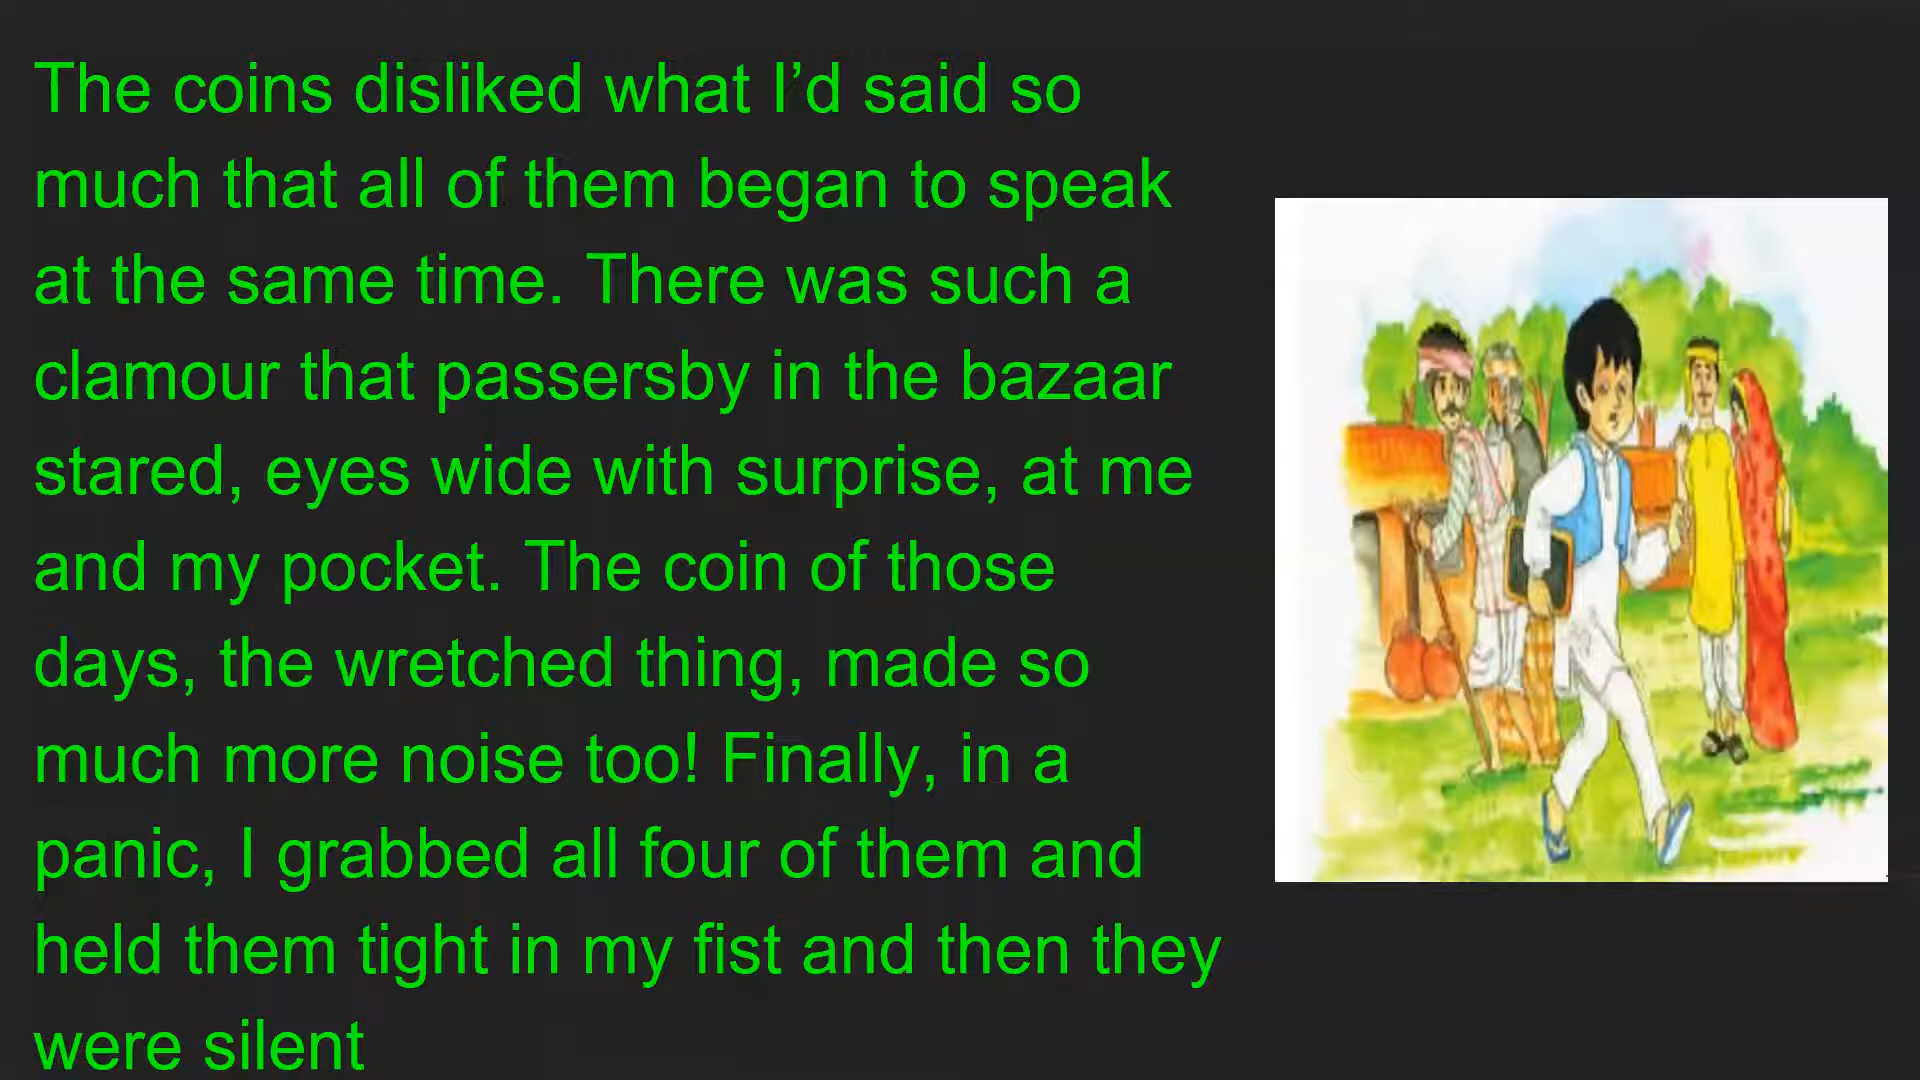 The coins disliked what I’d said so
much that all of them began to speak
at the same time. There was such a
clamour that passersby in the bazaar
stared, eyes wide with surprise, at me
and my pocket. The coin of those
days, the wretched thing, made so
much more noise too! Finally, in a
panic, I grabbed all four of them and
held them tight in my fist and then they
were silent